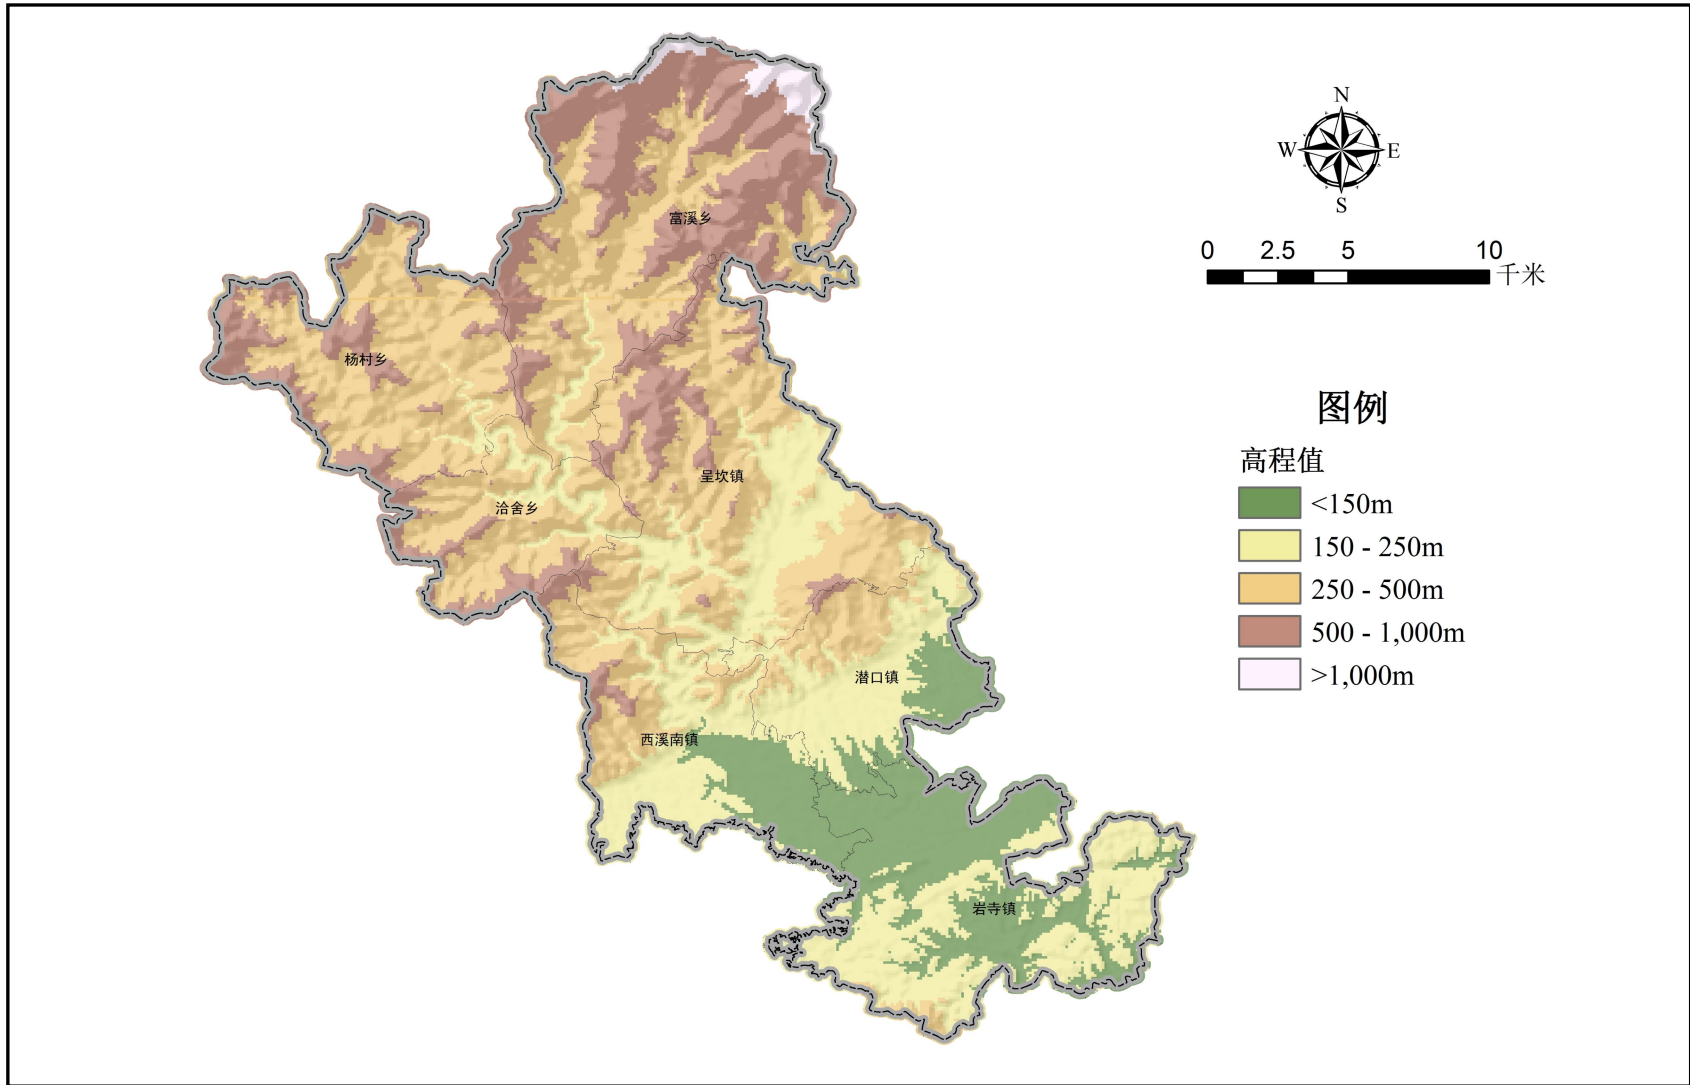 N
W
E
S
0 2.5 5 10
千米
富溪乡
杨村乡
呈坎镇
洽舍乡
潜口镇
西溪南镇
岩寺镇
图例
高程值
<150m
150 - 250m
250 - 500m
500 - 1,000m
>1,000m